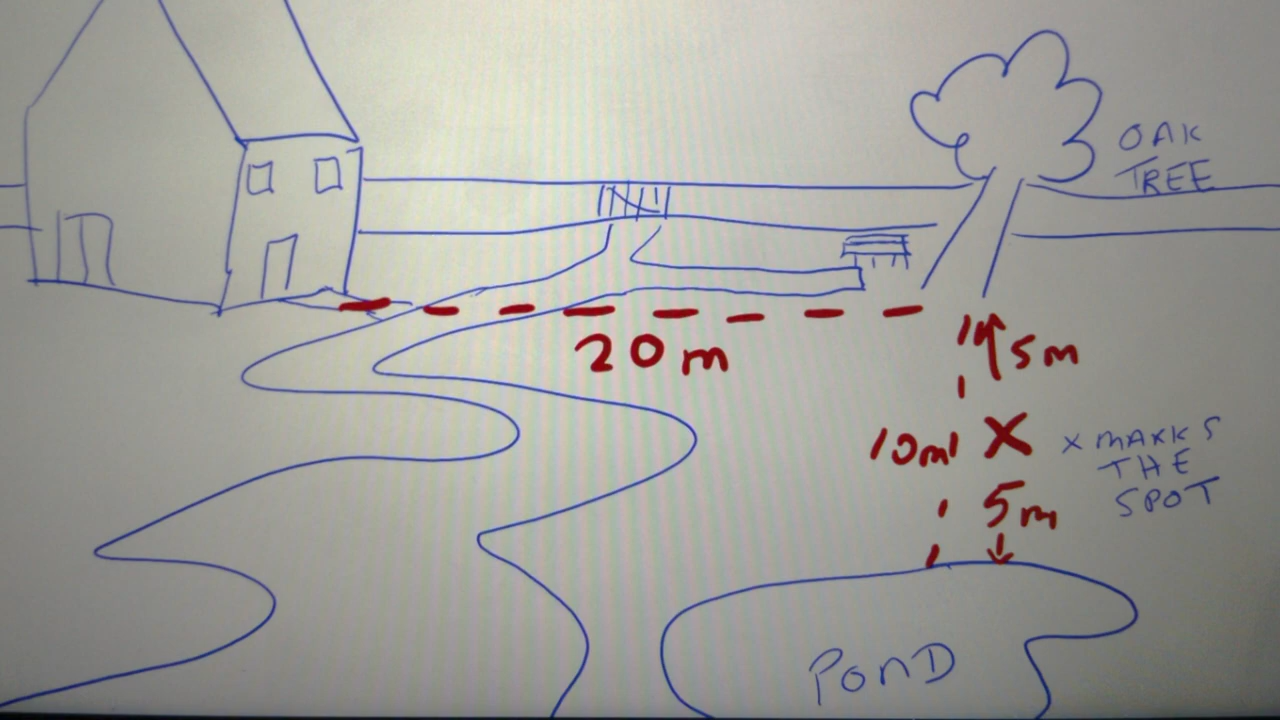 OAK
TREE
20m
5m
10m
X
x MARKS
THE
SPOT
5m
POND